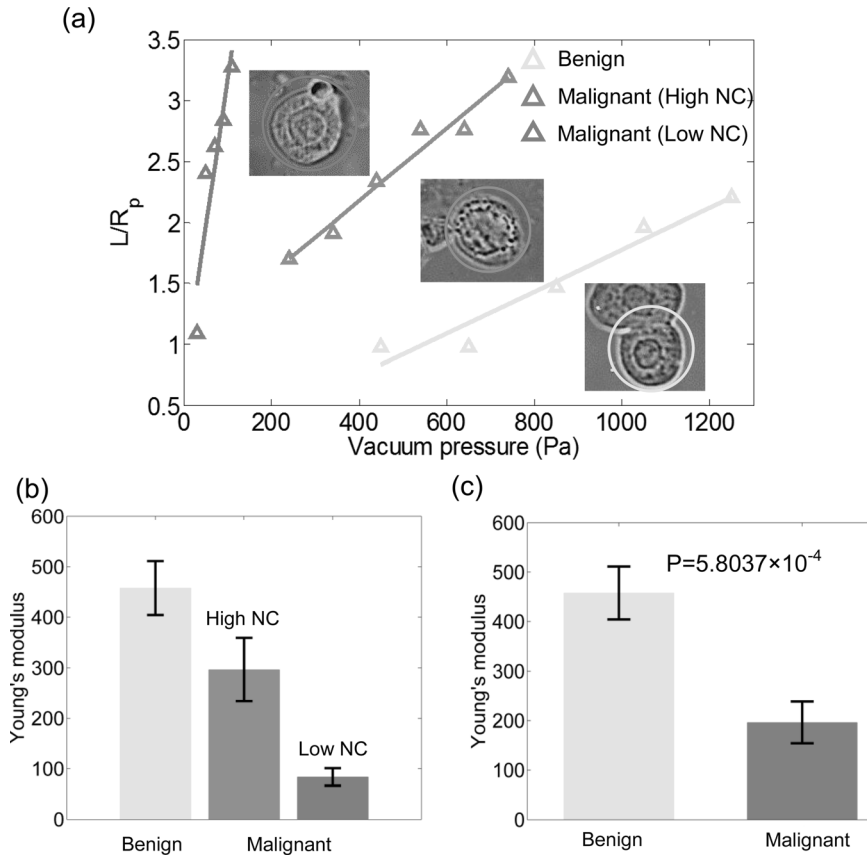 (a)
3.5
3
2.5
2
1.5
1
0.5
L/Rp
0 200 400 600 800 1000 1200
Vacuum pressure (Pa)
Benign
Malignant (High NC)
Malignant (Low NC)
(b)
600
500
400
300
200
100
0
Young's modulus
High NC
Low NC
Benign Malignant
(c)
600
500
400
300
200
100
0
Young's modulus
P=5.8037×10-4
Benign Malignant